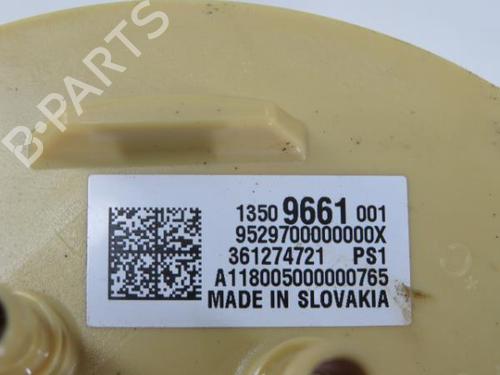 B-PARTS
1350 9661 001
9529700000000X
361274721 PS1
A118005000000765
MADE IN SLOVAKIA